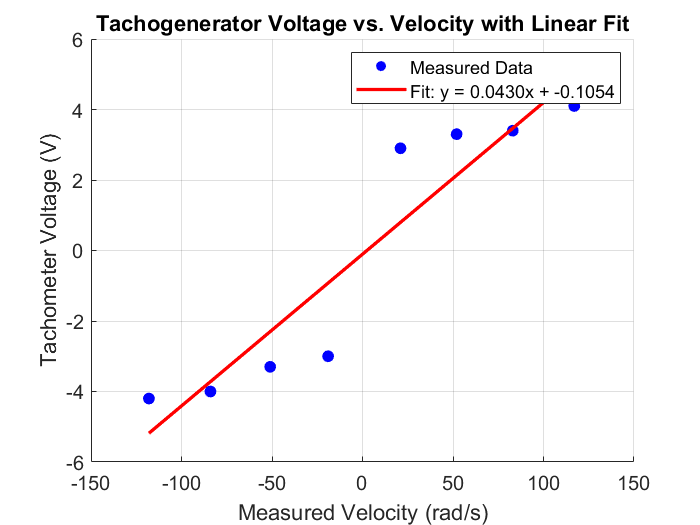 Tachogenerator Voltage vs. Velocity with Linear Fit
Measured Data
Fit: y = 0.0430x + -0.1054
Tachometer Voltage (V)
6
4
2
0
-2
-4
-6
-150
-100
-50
0
50
100
150
Measured Velocity (rad/s)